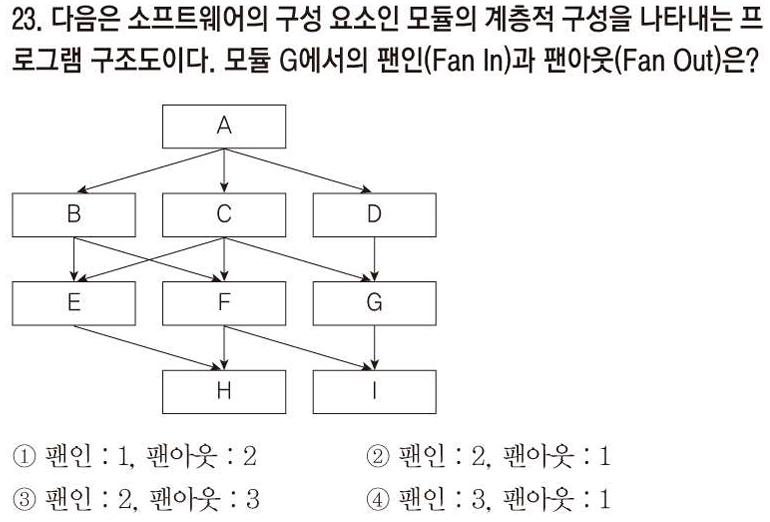 23. 다음은 소프트웨어의 구성 요소인 모듈의 계층적 구성을 나타내는 프
로그램 구조도이다. 모듈 G에서의 팬인(Fan In)과 팬아웃(Fan Out)은?
A
B C D
E F G
H I
① 팬인 : 1, 팬아웃 : 2 ② 팬인 : 2, 팬아웃 : 1
③ 팬인 : 2, 팬아웃 : 3 ④ 팬인 : 3, 팬아웃 : 1